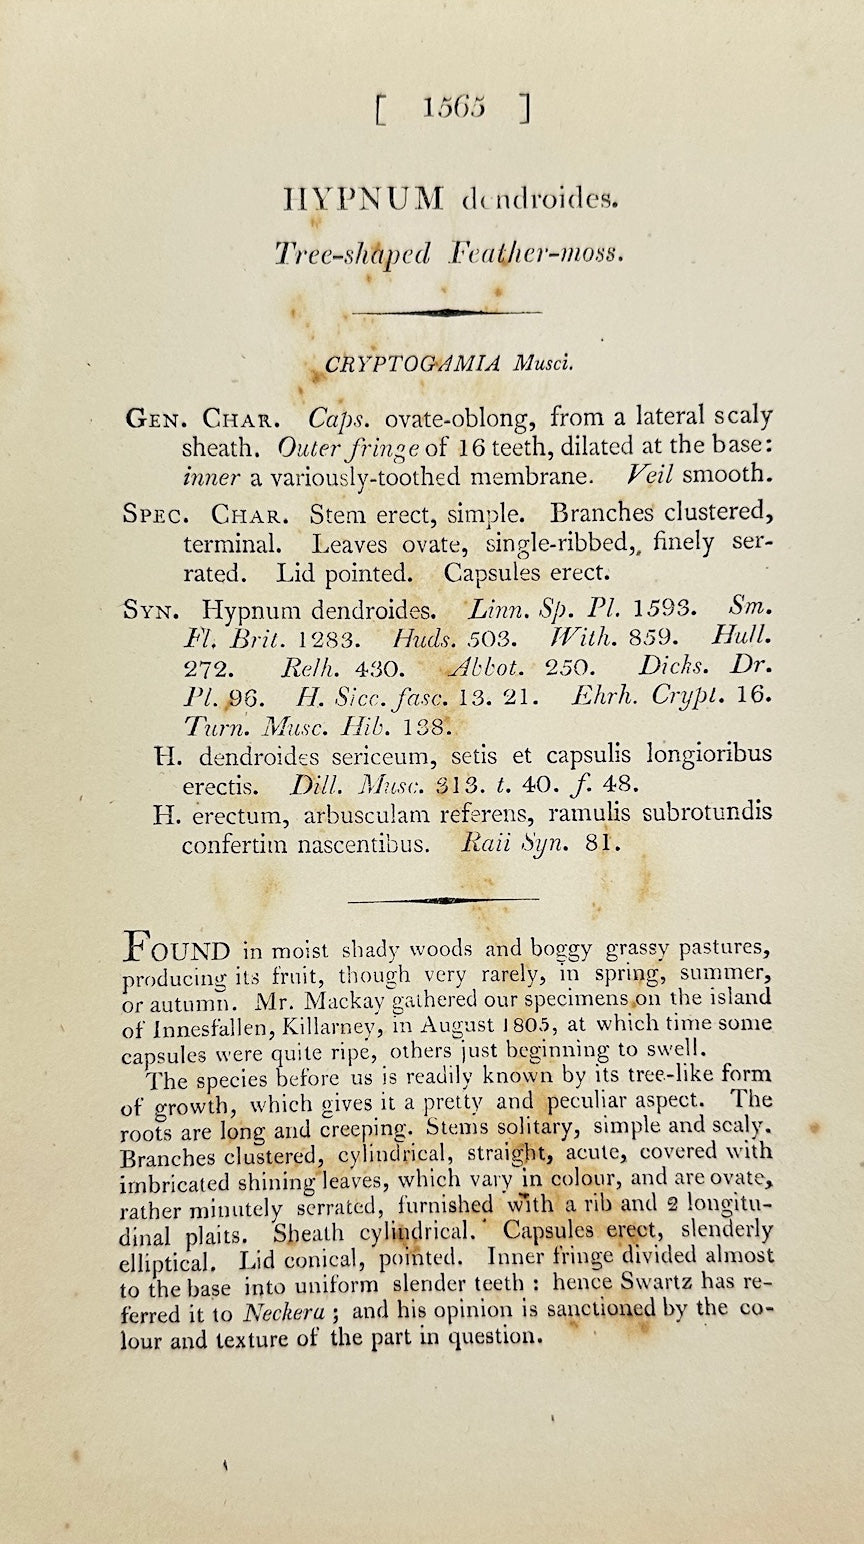 [ 1565 ]
HYPNUM dendroides.
Tree-shaped Feather-moss.
CRYPTOGAMIA Musci.
GEN. CHAR. Caps. ovate-oblong, from a lateral scaly
sheath. Outer fringe of 16 teeth, dilated at the base:
inner a variously-toothed membrane. Veil smooth.
SPEC. CHAR. Stem erect, simple. Branches clustered,
terminal. Leaves ovate, single-ribbed, finely ser-
rated. Lid pointed. Capsules erect.
SYN. Hypnum dendroides. Linn. Sp. Pl. 1593. Sm.
Fl. Brit. 1283. Huds. 503. With. 859. Hull.
272. Relh. 430. Abbot. 250. Dicks. Dr.
Pl. 96. H. Sicc. fasc. 13. 21. Ehrh. Crypt. 16.
Turn. Musc. Hib. 138.
H. dendroides sericeum, setis et capsulis longioribus
erectis. Dill. Musc. 313. t. 40. f. 48.
H. erectum, arbusculam referens, ramulis subrotundis
confertim nascentibus. Raii Syn. 81.
FOUND in moist shady woods and boggy grassy pastures,
producing its fruit, though very rarely, in spring, summer,
or autumn. Mr. Mackay gathered our specimens on the island
of Innesfallen, Killarney, in August 1805, at which time some
capsules were quite ripe, others just beginning to swell.
The species before us is readily known by its tree-like form
of growth, which gives it a pretty and peculiar aspect. The
roots are long and creeping. Stems solitary, simple and scaly.
Branches clustered, cylindrical, straight, acute, covered with
imbricated shining leaves, which vary in colour, and are ovate,
rather minutely serrated, furnished with a rib and 2 longitu-
dinal plaits. Sheath cylindrical. Capsules erect, slenderly
elliptical. Lid conical, pointed. Inner fringe divided almost
to the base into uniform slender teeth : hence Swartz has re-
ferred it to Neckera ; and his opinion is sanctioned by the co-
lour and texture of the part in question.